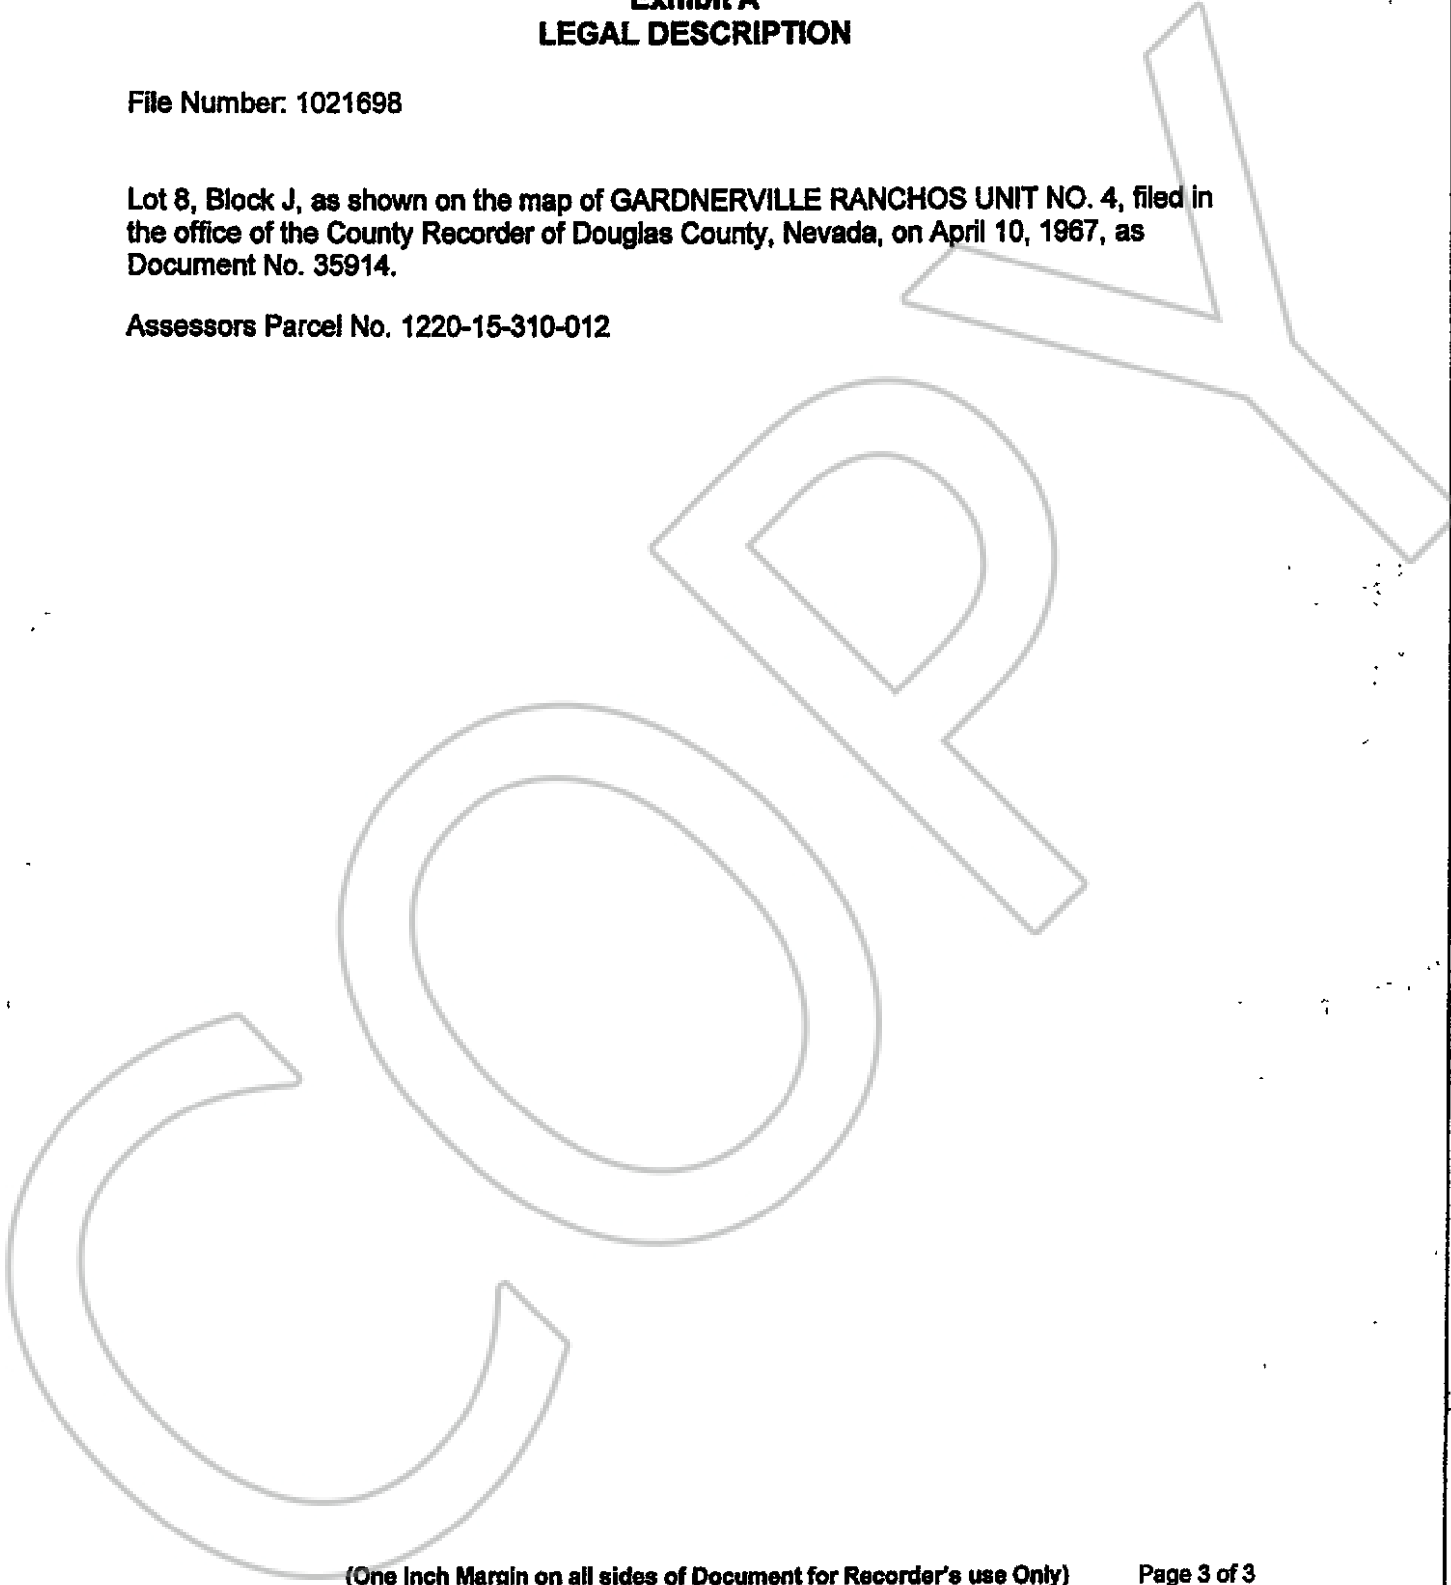 Exhibit A
LEGAL DESCRIPTION
File Number: 1021698
Lot 8, Block J, as shown on the map of GARDNERVILLE RANCHOS UNIT NO. 4, filed in
the office of the County Recorder of Douglas County, Nevada, on April 10, 1967, as
Document No. 35914.
Assessors Parcel No. 1220-15-310-012
COPY
(One Inch Margin on all sides of Document for Recorder's use Only) Page 3 of 3